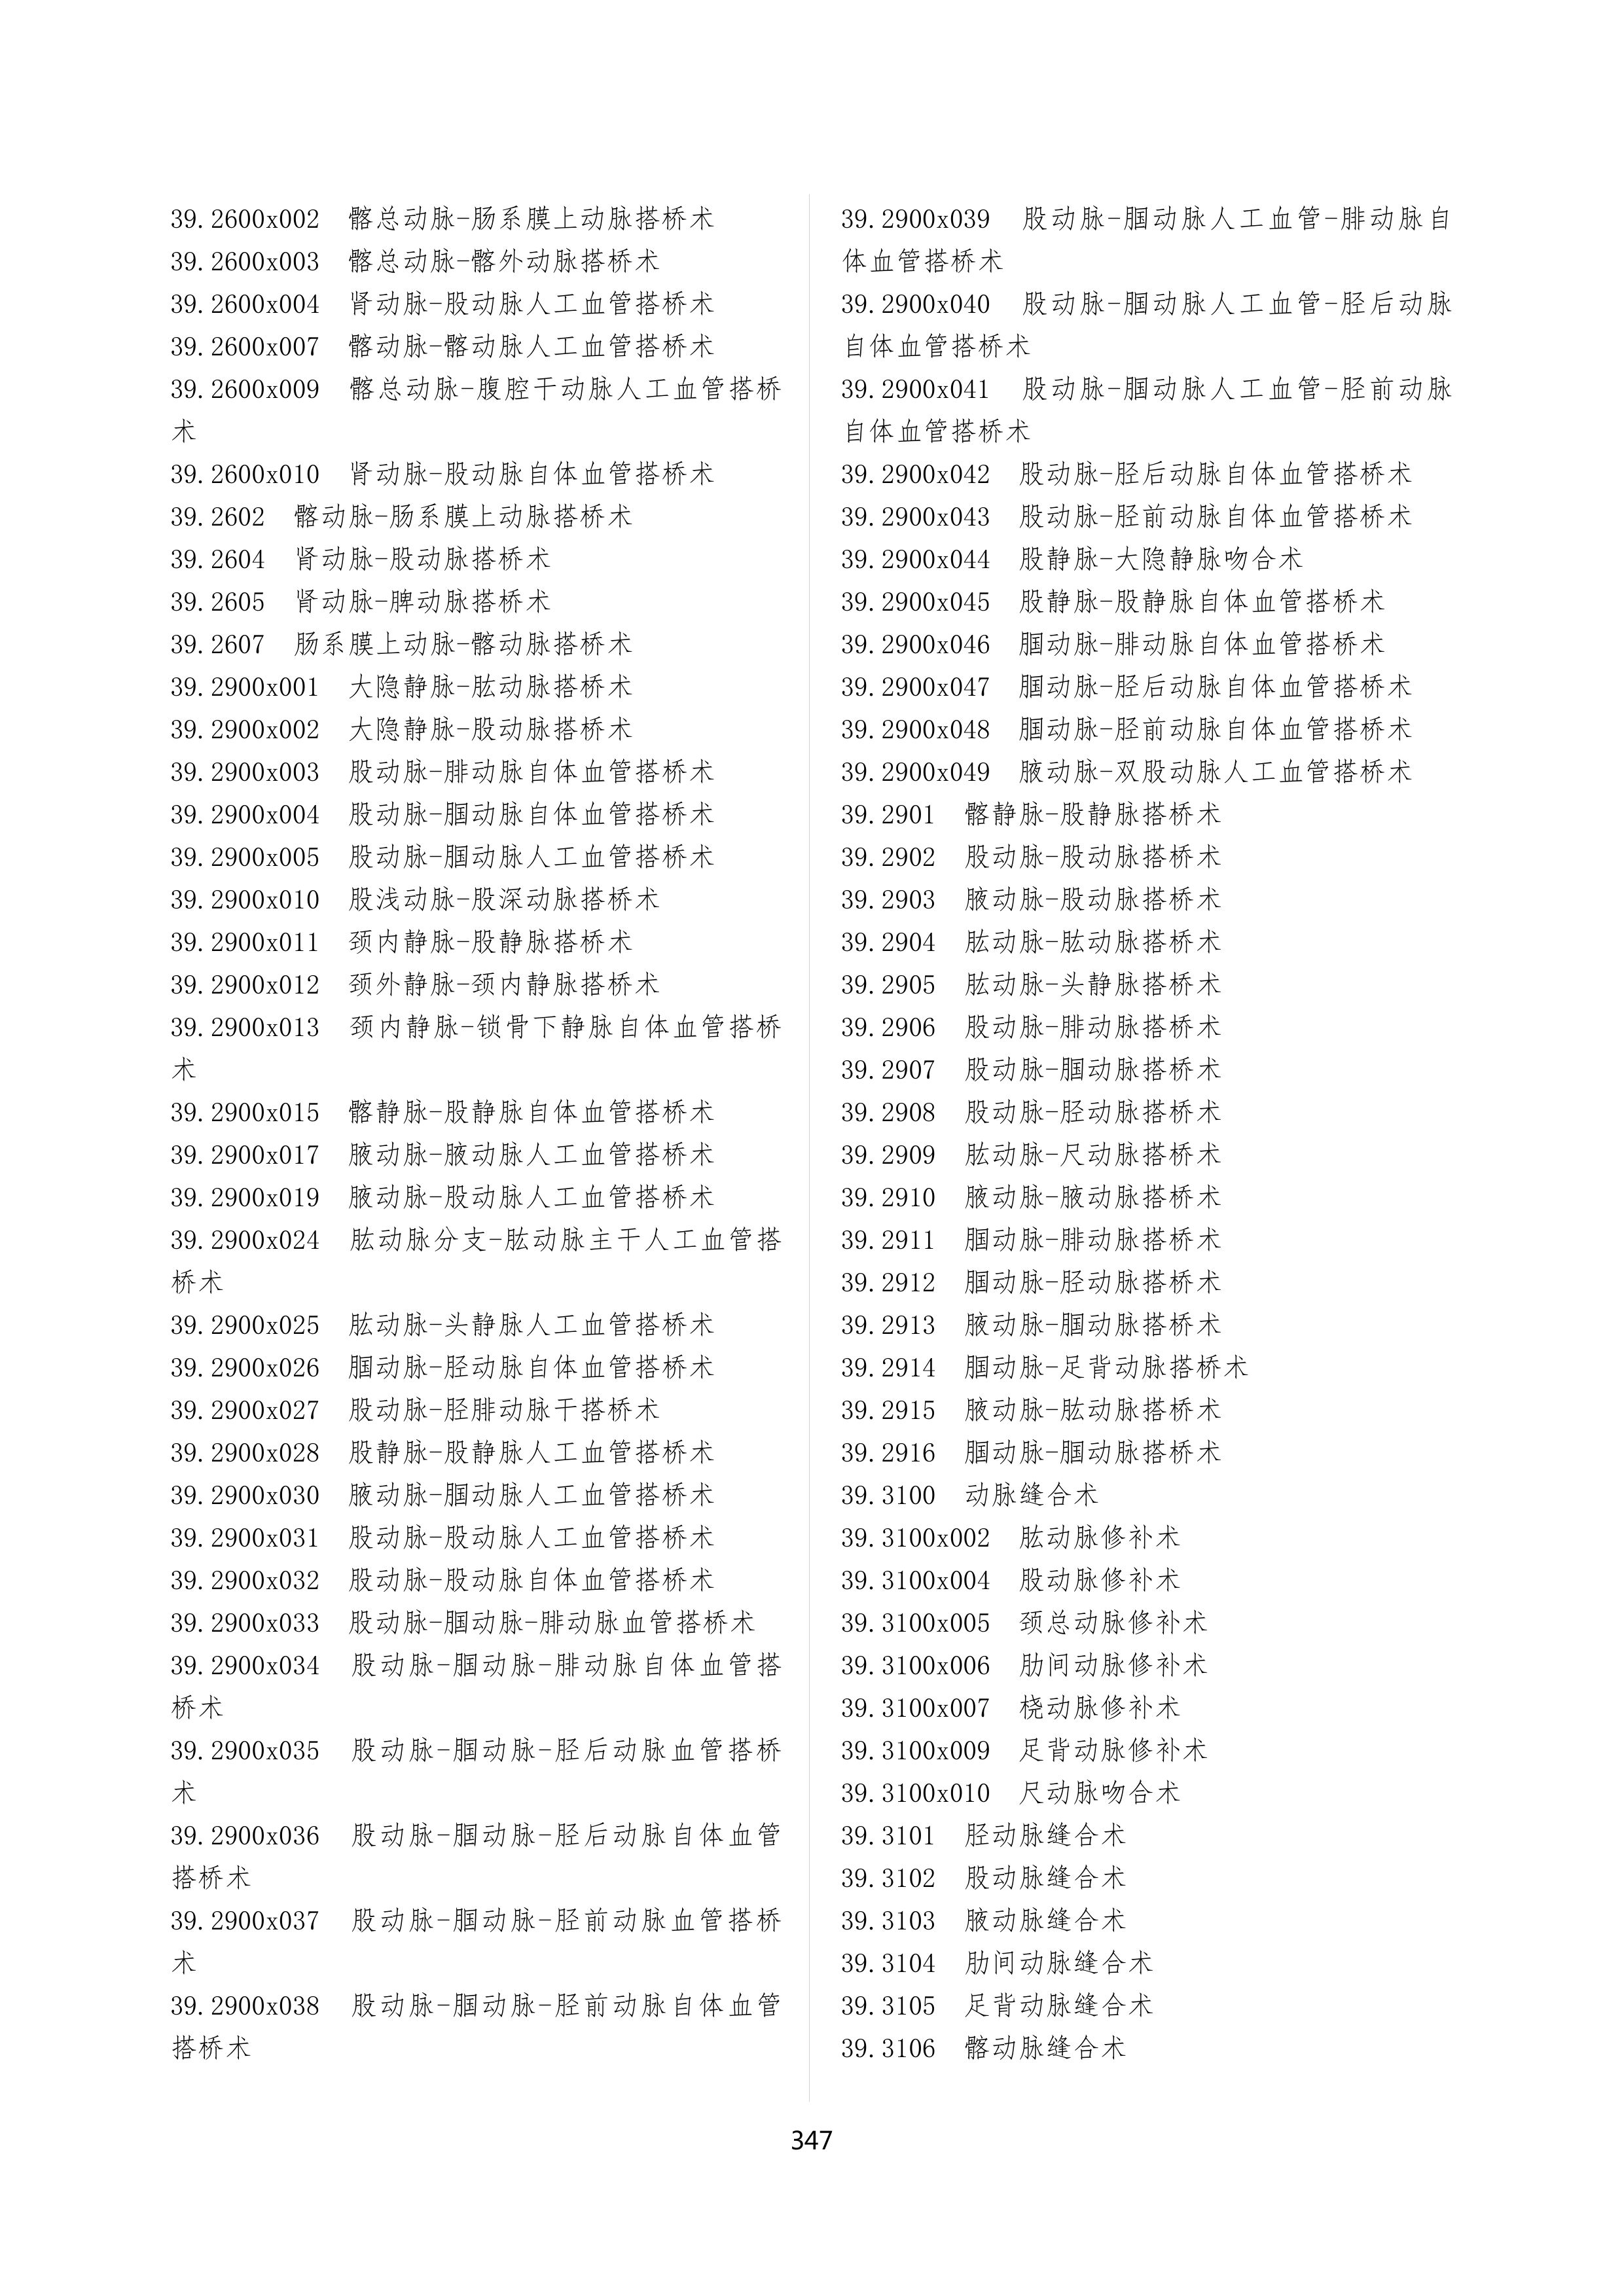 39.2600x002 髂总动脉-肠系膜上动脉搭桥术
39.2600x003 髂总动脉-髂外动脉搭桥术
39.2600x004 肾动脉-股动脉人工血管搭桥术
39.2600x007 髂动脉-髂动脉人工血管搭桥术
39.2600x009 髂总动脉-腹腔干动脉人工血管搭桥
术
39.2600x010 肾动脉-股动脉自体血管搭桥术
39.2602 髂动脉-肠系膜上动脉搭桥术
39.2604 肾动脉-股动脉搭桥术
39.2605 肾动脉-脾动脉搭桥术
39.2607 肠系膜上动脉-髂动脉搭桥术
39.2900x001 大隐静脉-肱动脉搭桥术
39.2900x002 大隐静脉-股动脉搭桥术
39.2900x003 股动脉-腓动脉自体血管搭桥术
39.2900x004 股动脉-腘动脉自体血管搭桥术
39.2900x005 股动脉-腘动脉人工血管搭桥术
39.2900x010 股浅动脉-股深动脉搭桥术
39.2900x011 颈内静脉-股静脉搭桥术
39.2900x012 颈外静脉-颈内静脉搭桥术
39.2900x013 颈内静脉-锁骨下静脉自体血管搭桥
术
39.2900x015 髂静脉-股静脉自体血管搭桥术
39.2900x017 腋动脉-腋动脉人工血管搭桥术
39.2900x019 腋动脉-股动脉人工血管搭桥术
39.2900x024 肱动脉分支-肱动脉主干人工血管搭
桥术
39.2900x025 肱动脉-头静脉人工血管搭桥术
39.2900x026 腘动脉-胫动脉自体血管搭桥术
39.2900x027 股动脉-胫腓动脉干搭桥术
39.2900x028 股静脉-股静脉人工血管搭桥术
39.2900x030 腋动脉-腘动脉人工血管搭桥术
39.2900x031 股动脉-股动脉人工血管搭桥术
39.2900x032 股动脉-股动脉自体血管搭桥术
39.2900x033 股动脉-腘动脉-腓动脉血管搭桥术
39.2900x034 股动脉-腘动脉-腓动脉自体血管搭
桥术
39.2900x035 股动脉-腘动脉-胫后动脉血管搭桥
术
39.2900x036 股动脉-腘动脉-胫后动脉自体血管
搭桥术
39.2900x037 股动脉-腘动脉-胫前动脉血管搭桥
术
39.2900x038 股动脉-腘动脉-胫前动脉自体血管
搭桥术
39.2900x039 股动脉-腘动脉人工血管-腓动脉自
体血管搭桥术
39.2900x040 股动脉-腘动脉人工血管-胫后动脉
自体血管搭桥术
39.2900x041 股动脉-腘动脉人工血管-胫前动脉
自体血管搭桥术
39.2900x042 股动脉-胫后动脉自体血管搭桥术
39.2900x043 股动脉-胫前动脉自体血管搭桥术
39.2900x044 股静脉-大隐静脉吻合术
39.2900x045 股静脉-股静脉自体血管搭桥术
39.2900x046 腘动脉-腓动脉自体血管搭桥术
39.2900x047 腘动脉-胫后动脉自体血管搭桥术
39.2900x048 腘动脉-胫前动脉自体血管搭桥术
39.2900x049 腋动脉-双股动脉人工血管搭桥术
39.2901 髂静脉-股静脉搭桥术
39.2902 股动脉-股动脉搭桥术
39.2903 腋动脉-股动脉搭桥术
39.2904 肱动脉-肱动脉搭桥术
39.2905 肱动脉-头静脉搭桥术
39.2906 股动脉-腓动脉搭桥术
39.2907 股动脉-腘动脉搭桥术
39.2908 股动脉-胫动脉搭桥术
39.2909 肱动脉-尺动脉搭桥术
39.2910 腋动脉-腋动脉搭桥术
39.2911 腘动脉-腓动脉搭桥术
39.2912 腘动脉-胫动脉搭桥术
39.2913 腋动脉-腘动脉搭桥术
39.2914 腘动脉-足背动脉搭桥术
39.2915 腋动脉-肱动脉搭桥术
39.2916 腘动脉-腘动脉搭桥术
39.3100 动脉缝合术
39.3100x002 肱动脉修补术
39.3100x004 股动脉修补术
39.3100x005 颈总动脉修补术
39.3100x006 肋间动脉修补术
39.3100x007 桡动脉修补术
39.3100x009 足背动脉修补术
39.3100x010 尺动脉吻合术
39.3101 胫动脉缝合术
39.3102 股动脉缝合术
39.3103 腋动脉缝合术
39.3104 肋间动脉缝合术
39.3105 足背动脉缝合术
39.3106 髂动脉缝合术
347